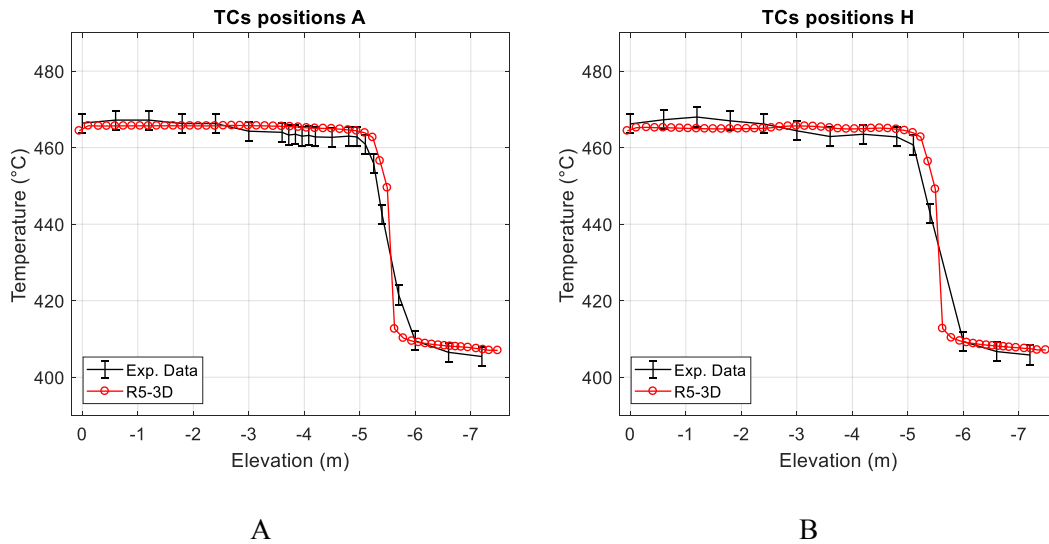 TCs positions A
480
460
440
420
400
Temperature (°C)
Exp. Data
R5-3D
0 -1 -2 -3 -4 -5 -6 -7
Elevation (m)
A
TCs positions H
480
460
440
420
400
Temperature (°C)
Exp. Data
R5-3D
0 -1 -2 -3 -4 -5 -6 -7
Elevation (m)
B